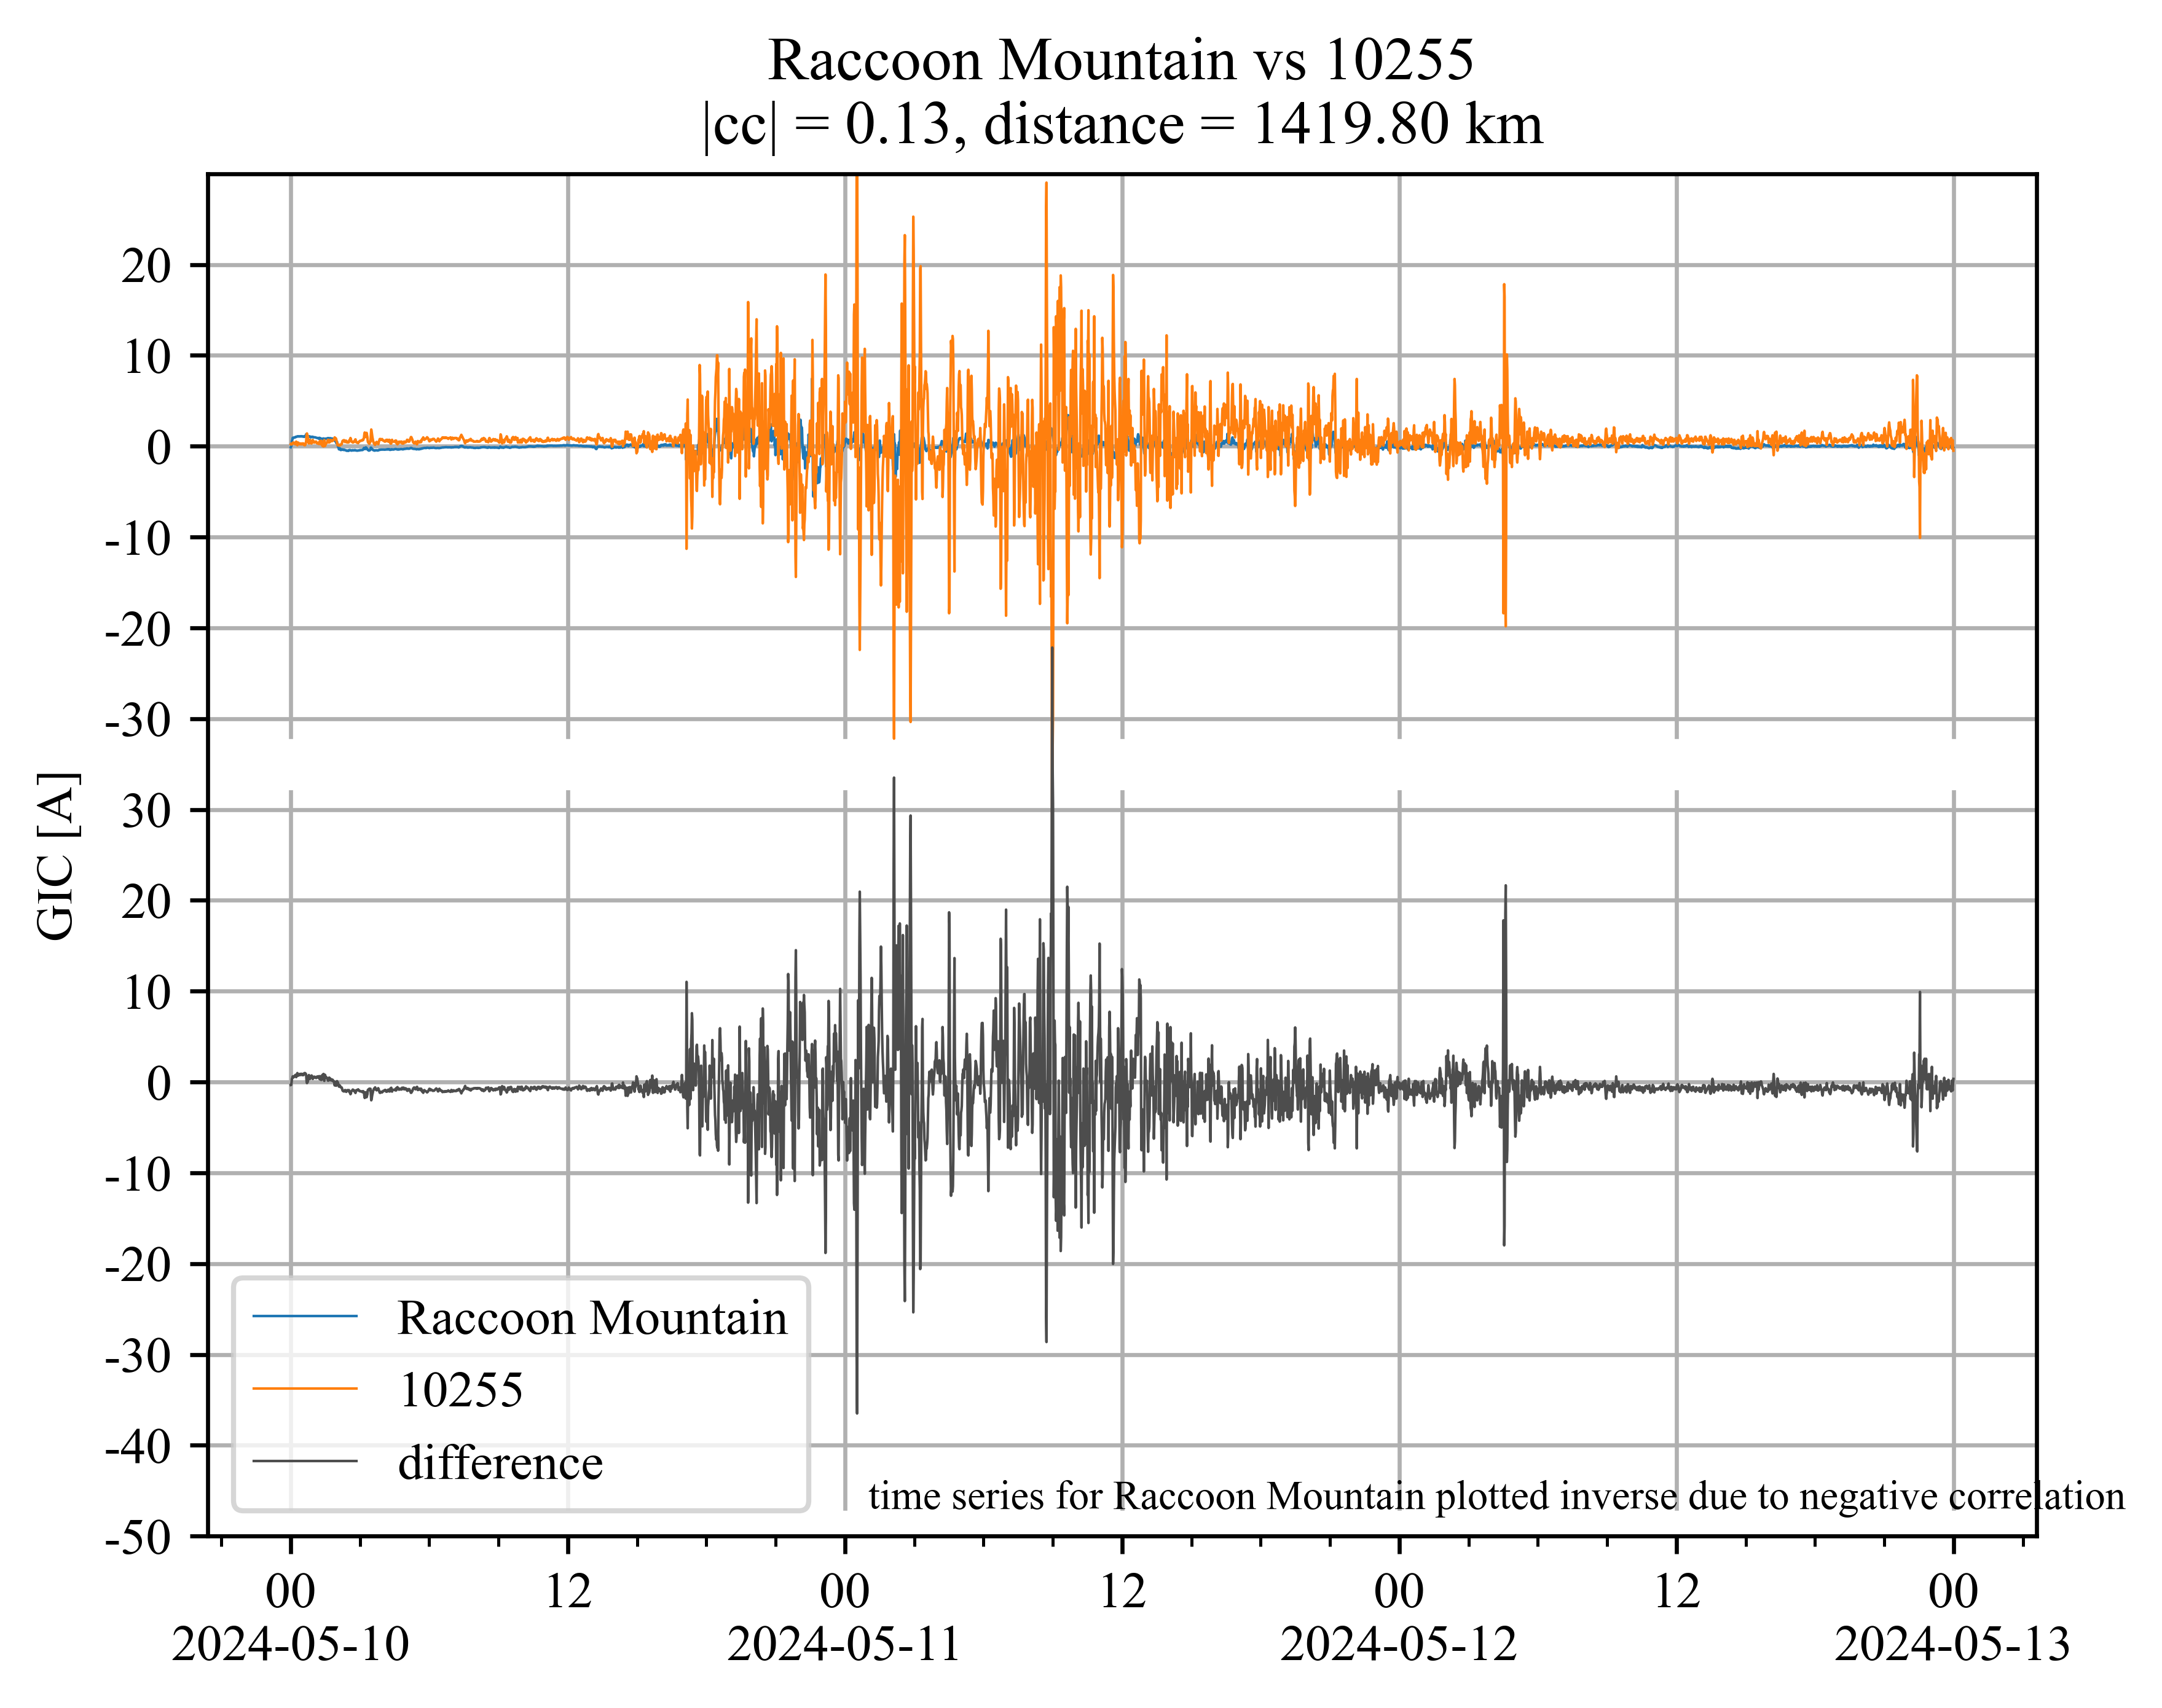 Raccoon Mountain vs 10255
|cc| = 0.13, distance = 1419.80 km
GIC [A]
20
10
0
-10
-20
-30
30
20
10
0
-10
-20
-30
-40
-50
Raccoon Mountain
10255
difference
time series for Raccoon Mountain plotted inverse due to negative correlation
00 12 00 12 00 12 00
2024-05-10 2024-05-11 2024-05-12 2024-05-13